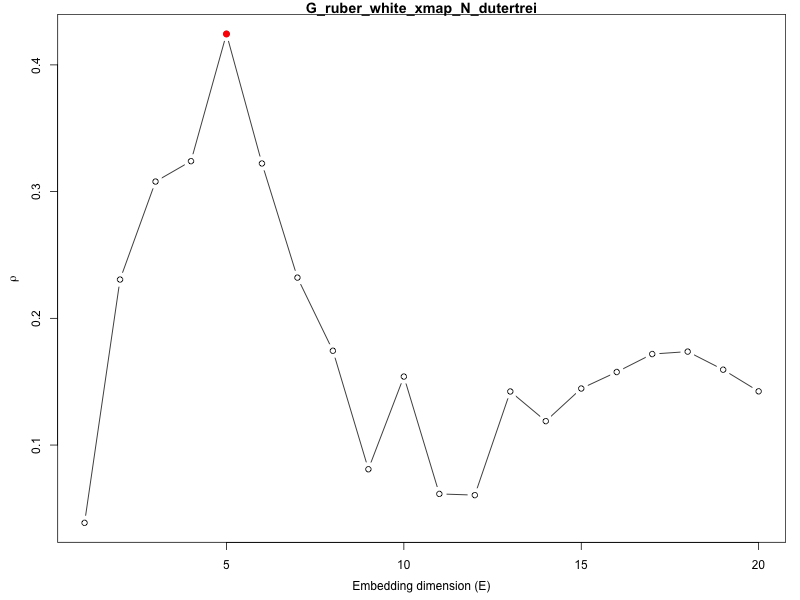 G_ruber_white_xmap_N_dutertrei
0.4
0.3
0.2
0.1
ρ
5 10 15 20
Embedding dimension (E)